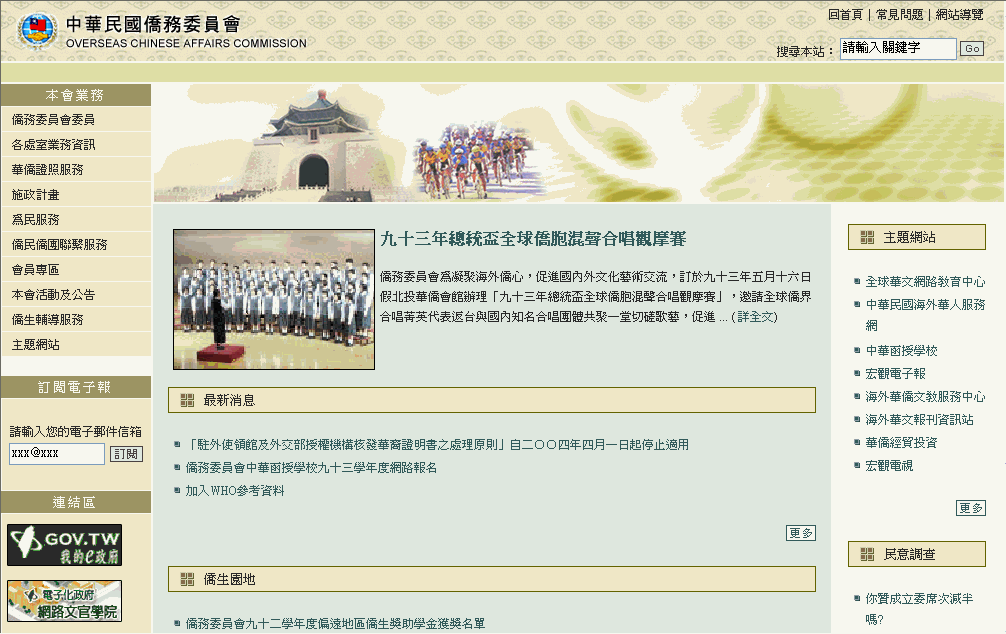 中華民國僑務委員會
OVERSEAS CHINESE AFFAIRS COMMISSION
回首頁 | 常見問題 | 網站導覽
搜尋本站： 請輸入關鍵字 Go
本會業務
僑務委員會委員
各處室業務資訊
華僑證照服務
施政計畫
為民服務
僑民僑團聯繫服務
會員專區
本會活動及公告
僑生輔導服務
主題網站
訂閱電子報
請輸入您的電子郵件信箱
xxx@xxx 訂閱
連結區
GOV.TW
我的e政府
電子化政府
網路文官學院
九十三年總統盃全球僑胞混聲合唱觀摩賽
僑務委員會為凝聚海外僑心，促進國內外文化藝術交流，訂於九十三年五月十六日
假北投華僑會館辦理「九十三年總統盃全球僑胞混聲合唱觀摩賽」，邀請全球僑界
合唱菁英代表返台與國內知名合唱團體共聚一堂切磋歌藝，促進 ... (詳全文)
最新消息
「駐外使領館及外交部授權機構核發華裔證明書之處理原則」自二○○四年四月一日起停止適用
僑務委員會中華函授學校九十三學年度網路報名
加入WHO參考資料
更多
僑生園地
僑務委員會九十二學年度偏遠地區僑生獎助學金獲獎名單
主題網站
全球華文網路教育中心
中華民國海外華人服務
網
中華函授學校
宏觀電子報
海外華僑文教服務中心
海外華文報刊資訊站
華僑經貿投資
宏觀電視
更多
民意調查
你贊成立委席次減半
嗎?